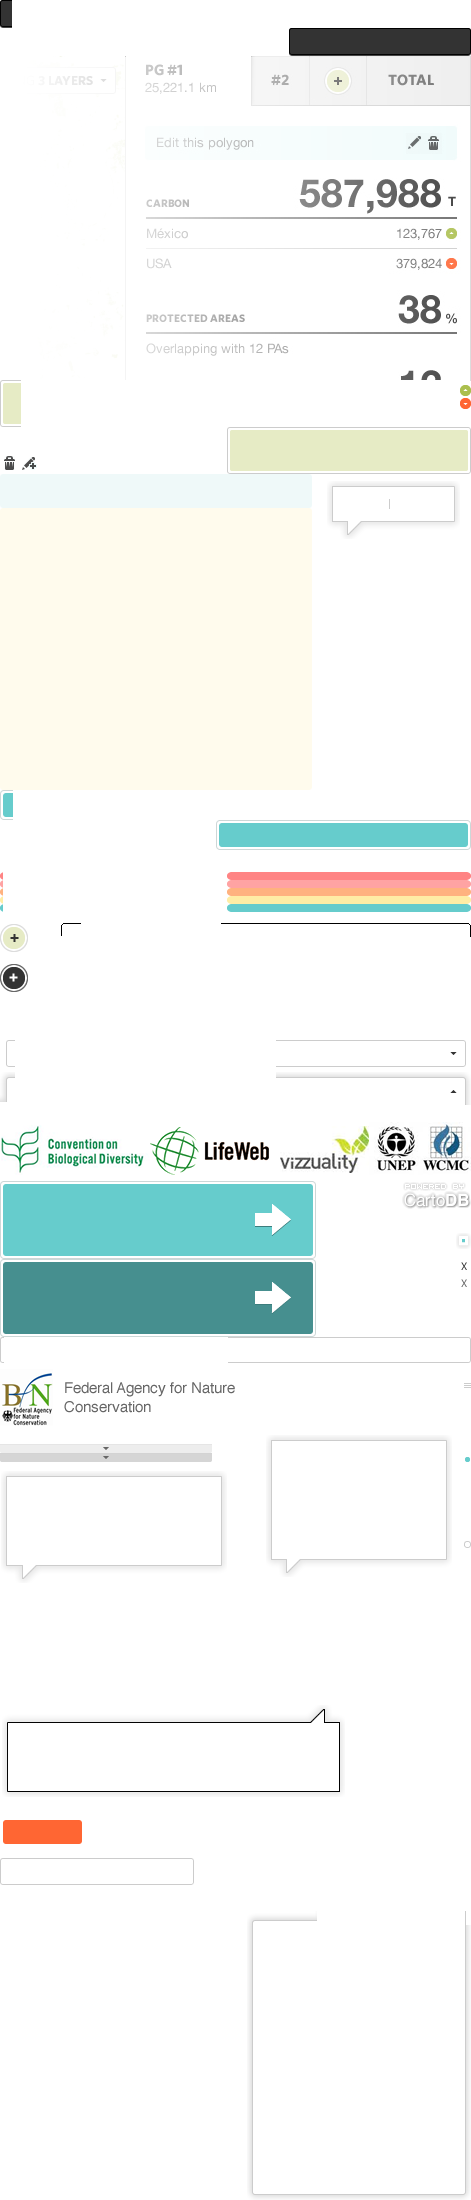 3 LAYERS
PG #1
25,221.1 km
#2
TOTAL
Edit this polygon
CARBON
587,988 T
México
123,767
USA
379,824
PROTECTED AREAS
38 %
Overlapping with 12 PAs
Convention on
Biological Diversity
LifeWeb
vizzuality
UNEP
WCMC
POWERED BY
CartoDB
X
X
BfN
Federal Agency
for Nature
Conservation
Federal Agency for Nature
Conservation